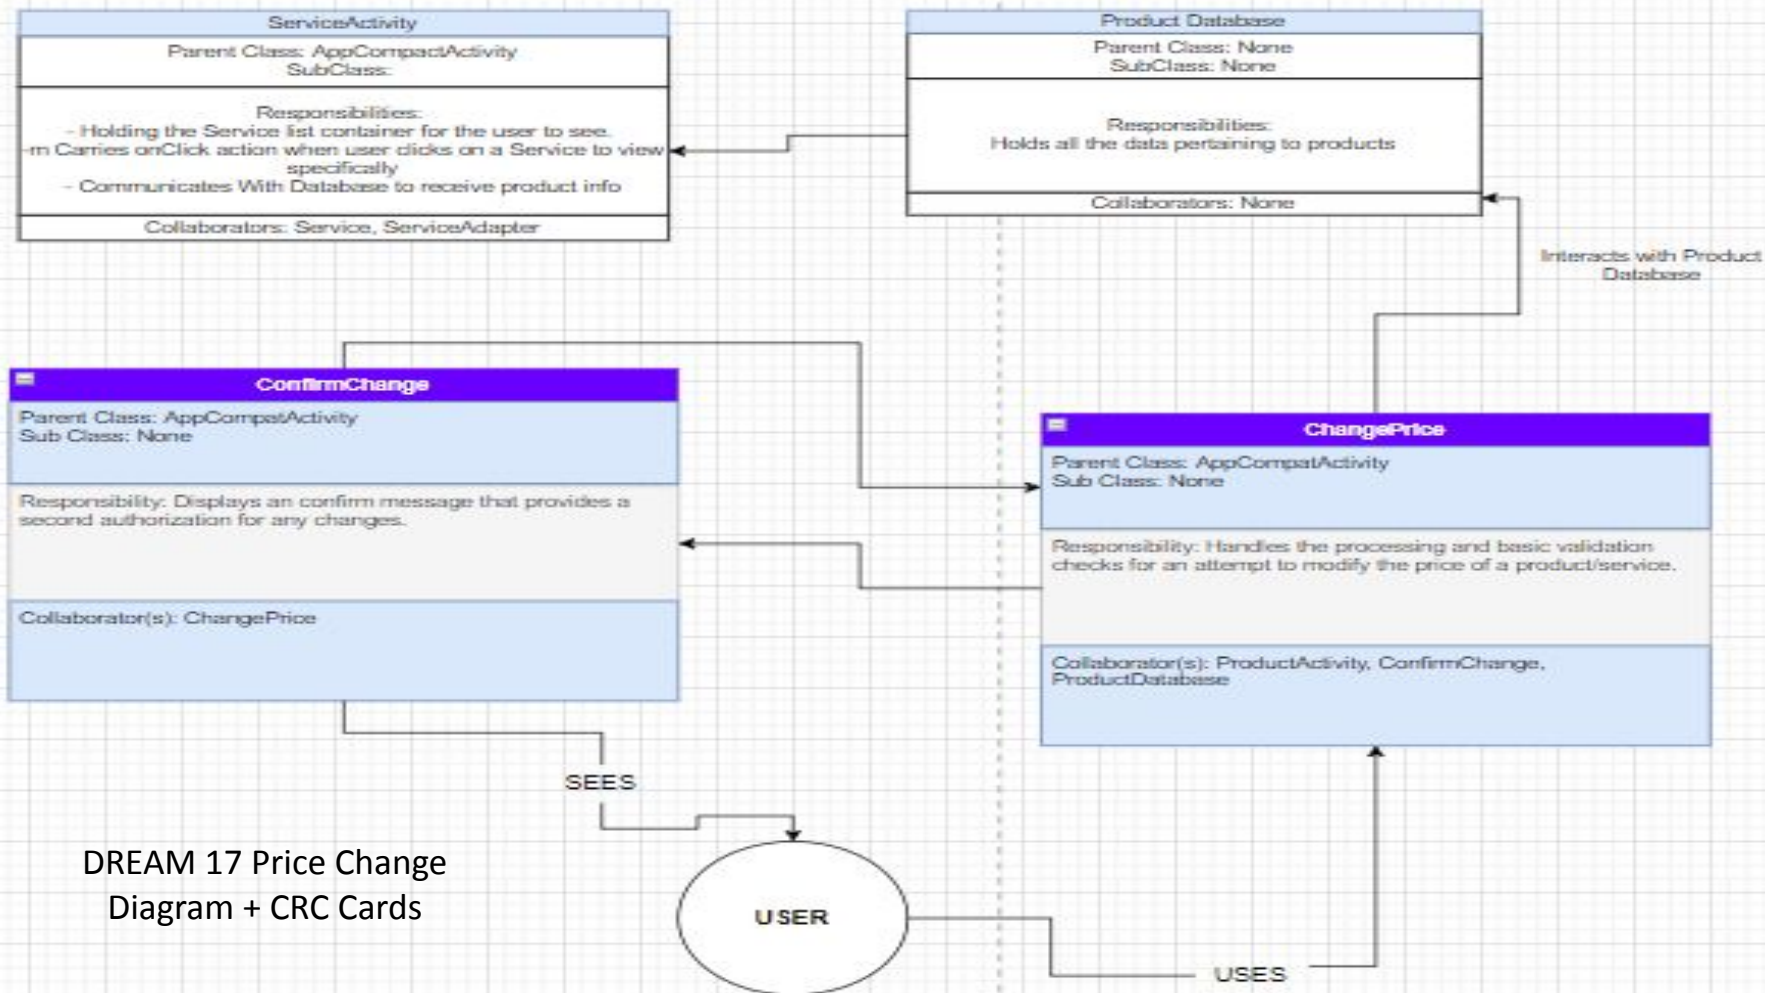 ServiceActivity
Parent Class: AppCompactActivity
SubClass:
Responsibilities:
- Holding the Service list container for the user to see.
-m Carries onClick action when user clicks on a Service to view
specifically
- Communicates With Database to receive product info
Collaborators: Service, ServiceAdapter
Product Database
Parent Class: None
SubClass: None
Responsibilities:
Holds all the data pertaining to products
Collaborators: None
Interacts with Product
Database
ConfirmChange
Parent Class: AppCompatActivity
Sub Class: None
Responsibility: Displays an confirm message that provides a
second authorization for any changes.
Collaborator(s): ChangePrice
ChangePrice
Parent Class: AppCompatActivity
Sub Class: None
Responsibility: Handles the processing and basic validation
checks for an attempt to modify the price of a product/service.
Collaborator(s): ProductActivity, ConfirmChange,
ProductDatabase
SEES
DREAM 17 Price Change
Diagram + CRC Cards
USER
USES